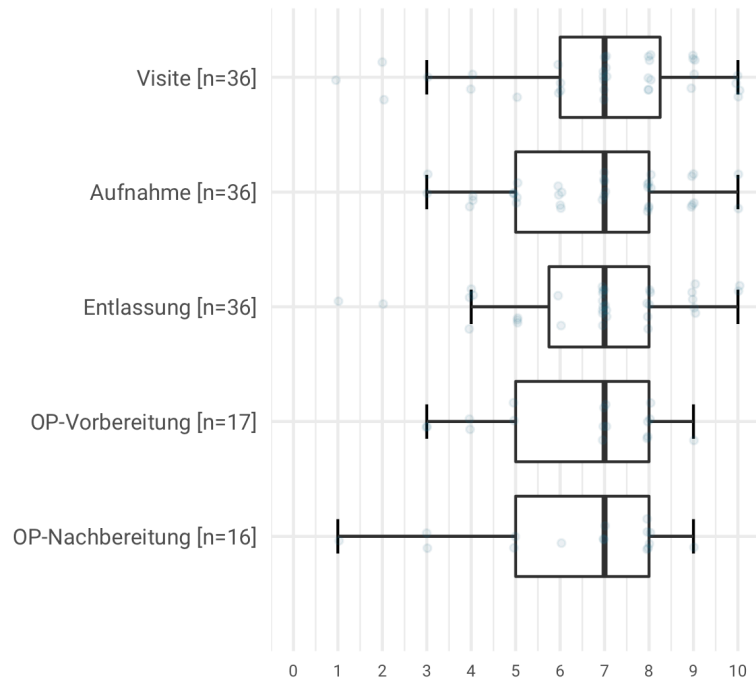 Visite [n=36]
Aufnahme [n=36]
Entlassung [n=36]
OP-Vorbereitung [n=17]
OP-Nachbereitung [n=16]
0 1 2 3 4 5 6 7 8 9 10